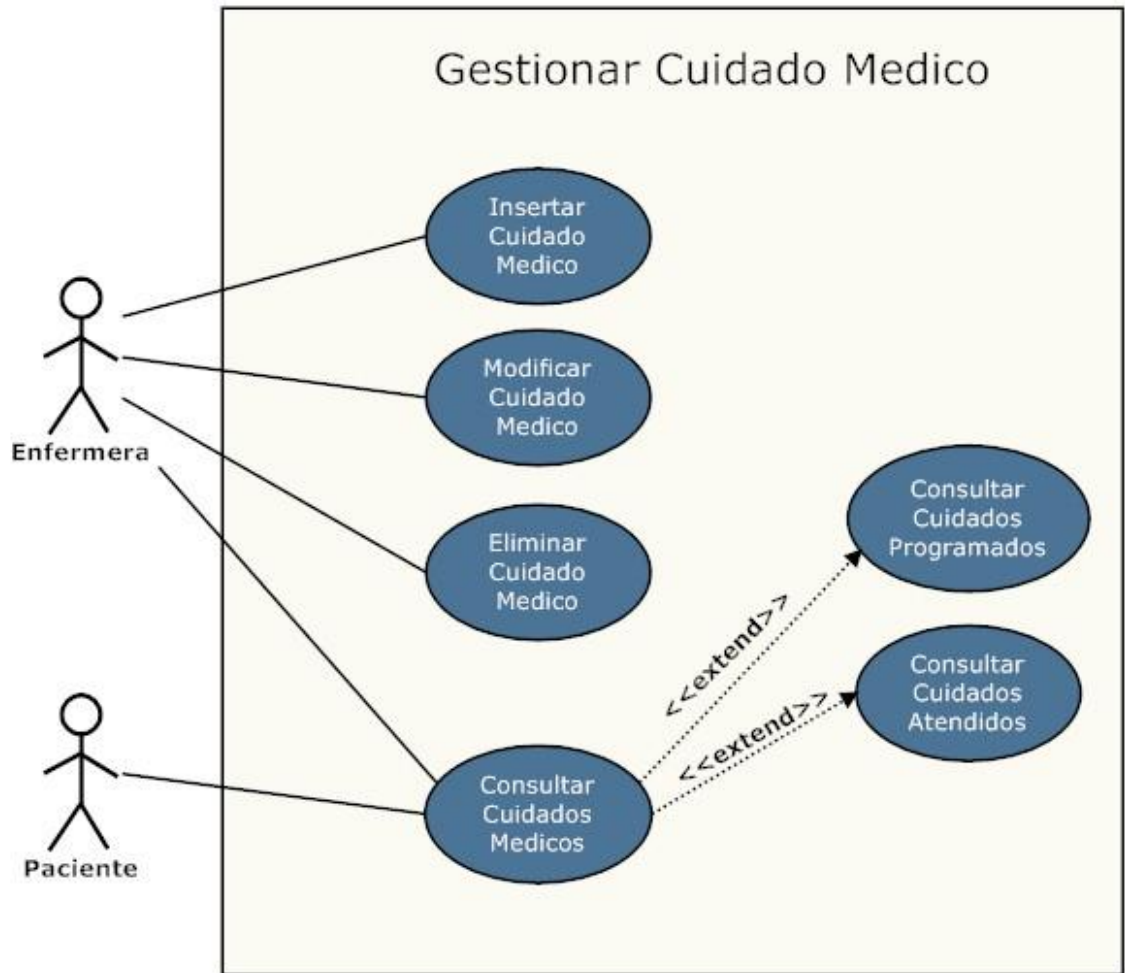 Gestionar Cuidado Medico
Insertar
Cuidado
Medico
Modificar
Cuidado
Medico
Enfermera
Eliminar
Cuidado
Medico
Consultar
Cuidados
Programados
<<extend>>
Consultar
Cuidados
Atendidos
<<extend>>
Consultar
Cuidados
Medicos
Paciente